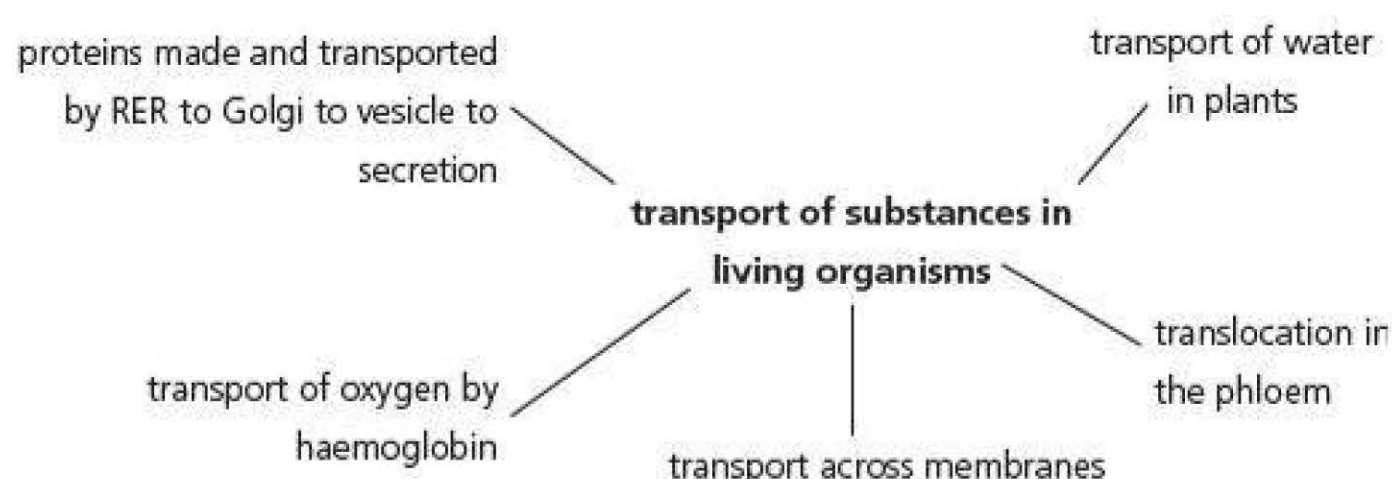 proteins made and transported
by RER to Golgi to vesicle to
secretion
transport of water
in plants
transport of substances in
living organisms
translocation in
the phloem
transport of oxygen by
haemoglobin
transport across membranes